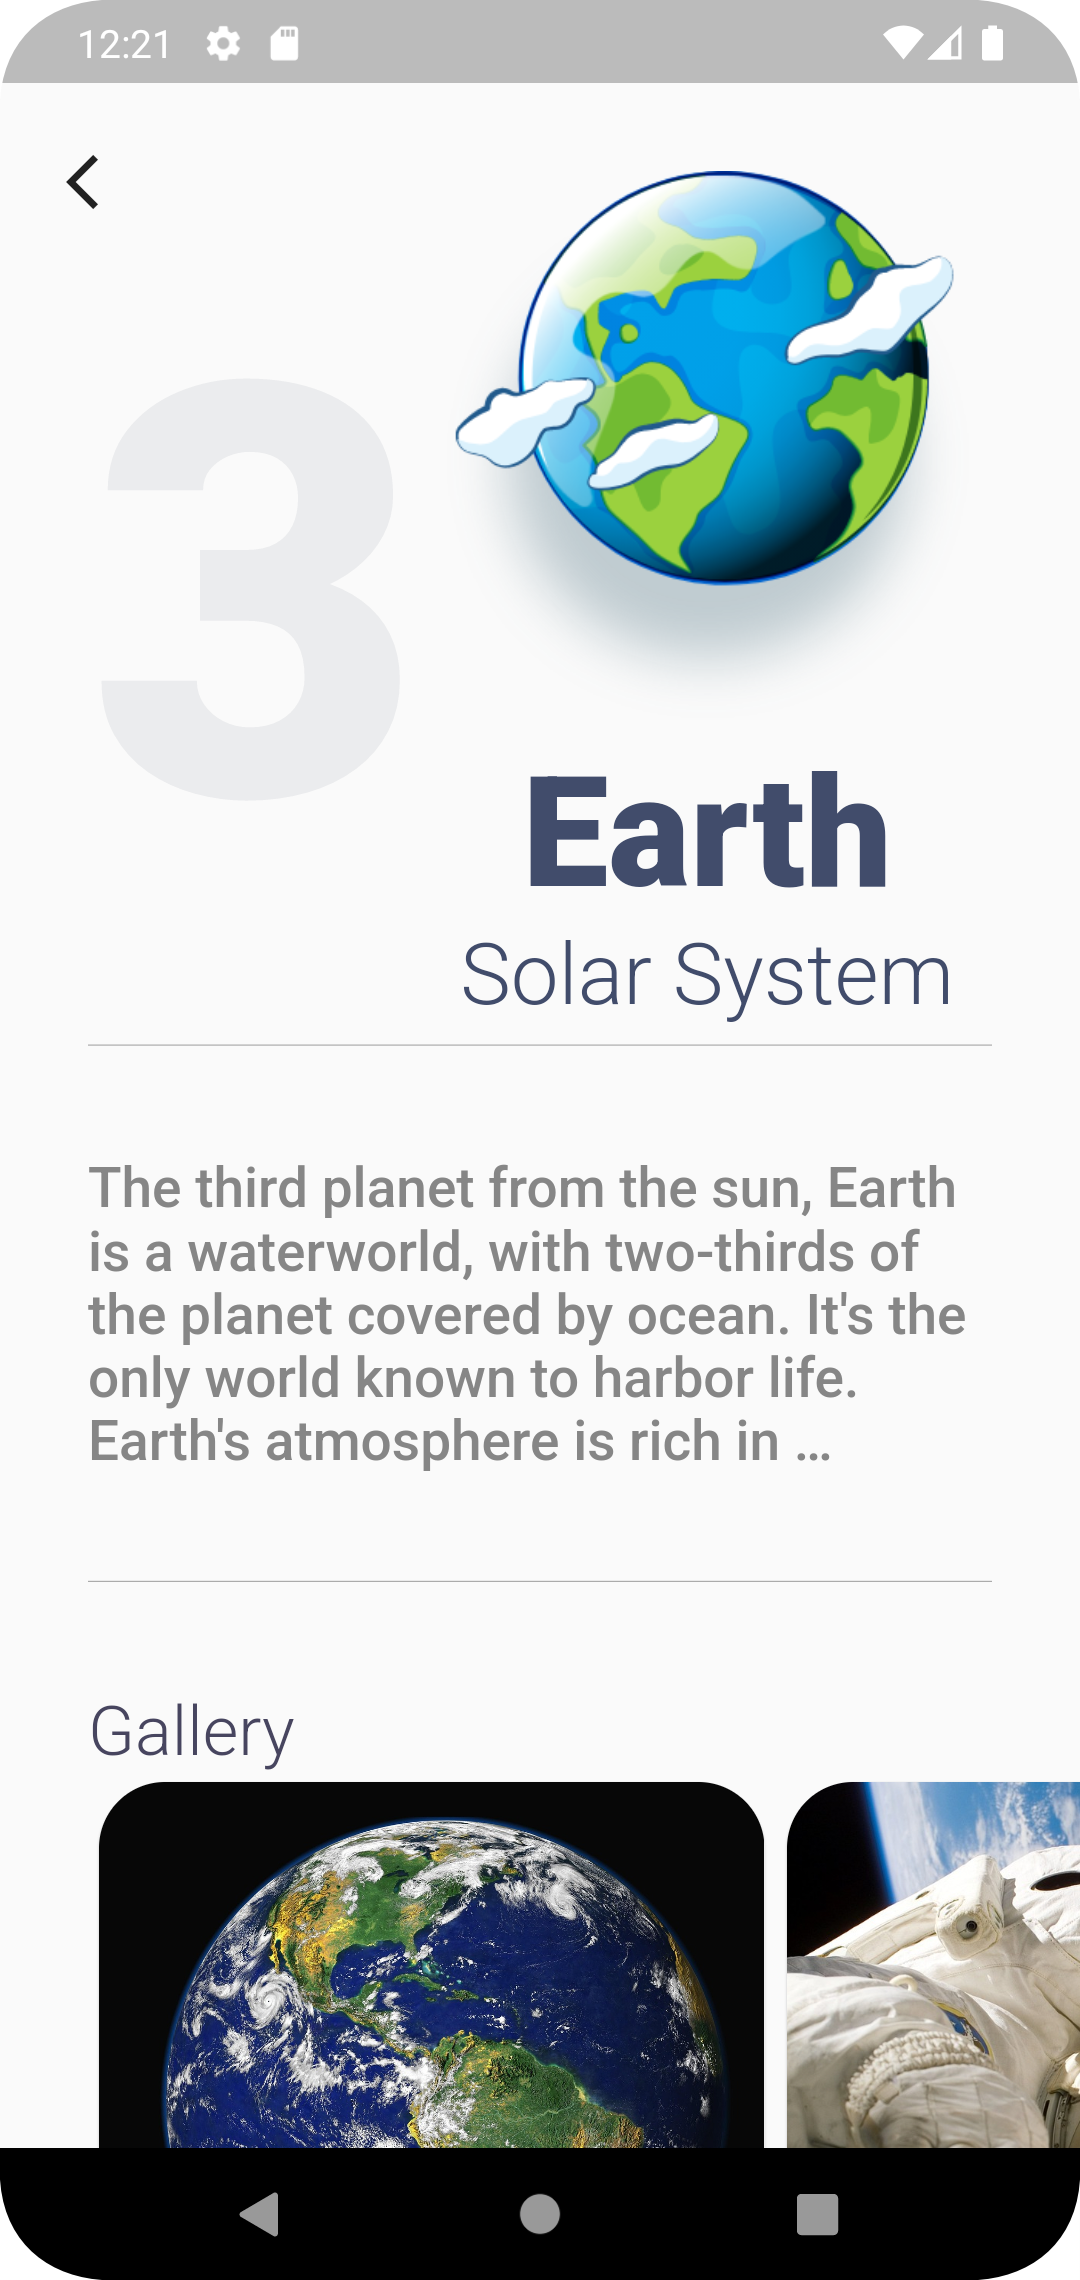 12:21
3
Earth
Solar System
The third planet from the sun, Earth
is a waterworld, with two-thirds of
the planet covered by ocean. It's the
only world known to harbor life.
Earth's atmosphere is rich in ...
Gallery